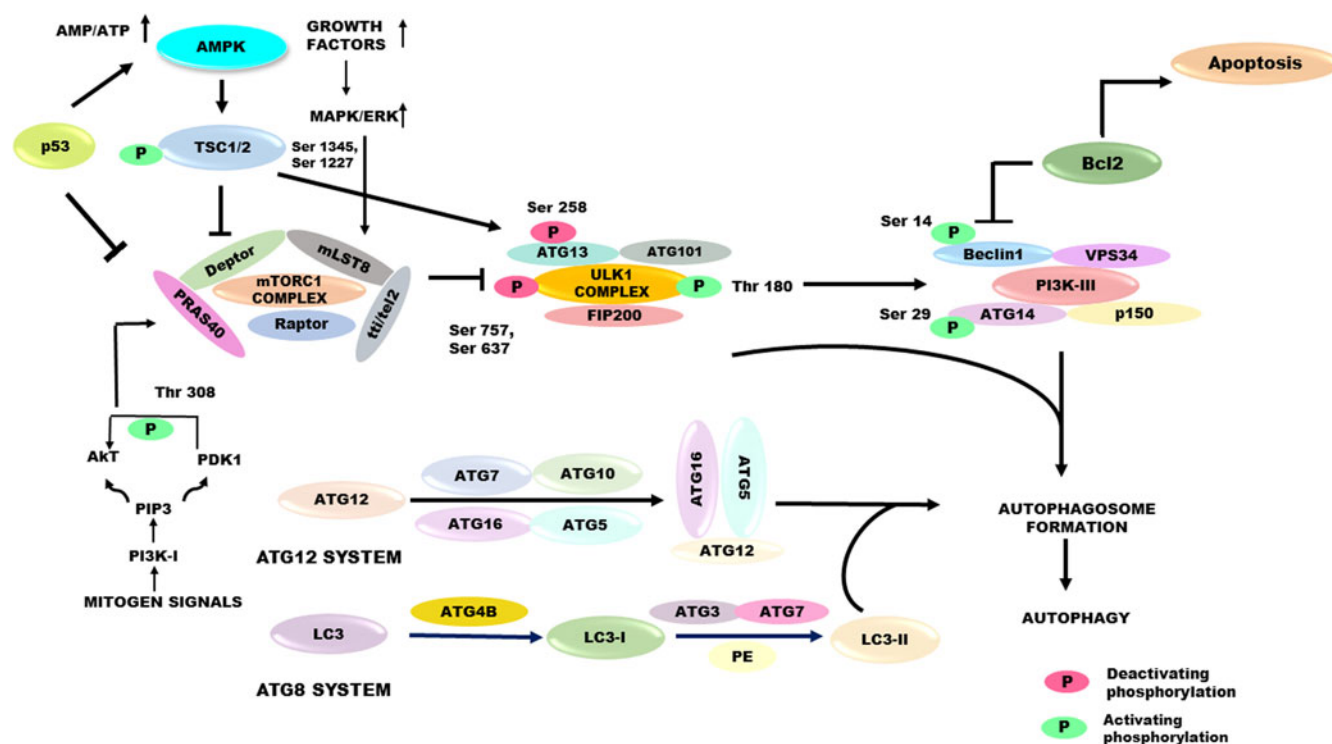 AMP/ATP
AMPK
GROWTH
FACTORS
MAPK/ERK
p53
P
TSC1/2
Ser 1345,
Ser 1227
Apoptosis
Bcl2
Deptor
mLST8
mTORC1
COMPLEX
PRAS40
Raptor
tti/tel2
Ser 258
P
ATG13
ATG101
P
ULK1
COMPLEX
P
Thr 180
FIP200
Ser 757,
Ser 637
Ser 14
P
Beclin1
VPS34
PI3K-III
Ser 29
P
ATG14
p150
Thr 308
P
AkT
PDK1
PIP3
PI3K-I
MITOGEN SIGNALS
ATG12
ATG7
ATG10
ATG16
ATG5
ATG12 SYSTEM
ATG16
ATG5
ATG12
AUTOPHAGOSOME
FORMATION
AUTOPHAGY
LC3
ATG4B
LC3-I
ATG3
ATG7
PE
LC3-II
ATG8 SYSTEM
P
Deactivating
phosphorylation
P
Activating
phosphorylation